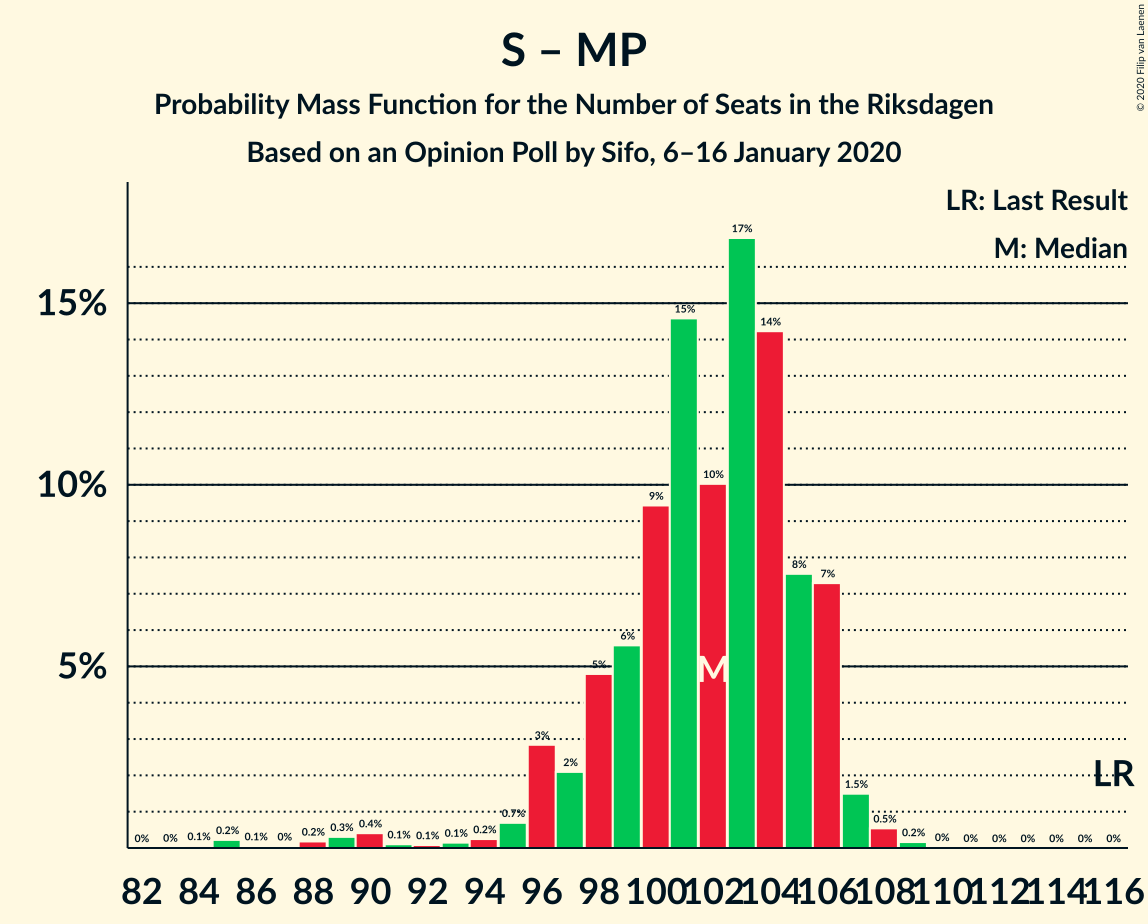 S – MP
Probability Mass Function for the Number of Seats in the Riksdagen
Based on an Opinion Poll by Sifo, 6–16 January 2020
© 2020 Filip van Laenen
LR: Last Result
M: Median
15%
10%
5%
0% 0% 0.1% 0.2% 0.1% 0% 0.2% 0.3% 0.4% 0.1% 0.1% 0.1% 0.2% 0.7% 3% 2% 5% 6% 9% 15% 10% 17% 14% 8% 7% 1.5% 0.5% 0.2% 0% 0% 0% 0% 0% 0% 0%
M
LR
82 84 86 88 90 92 94 96 98 100 102 104 106 108 110 112 114 116